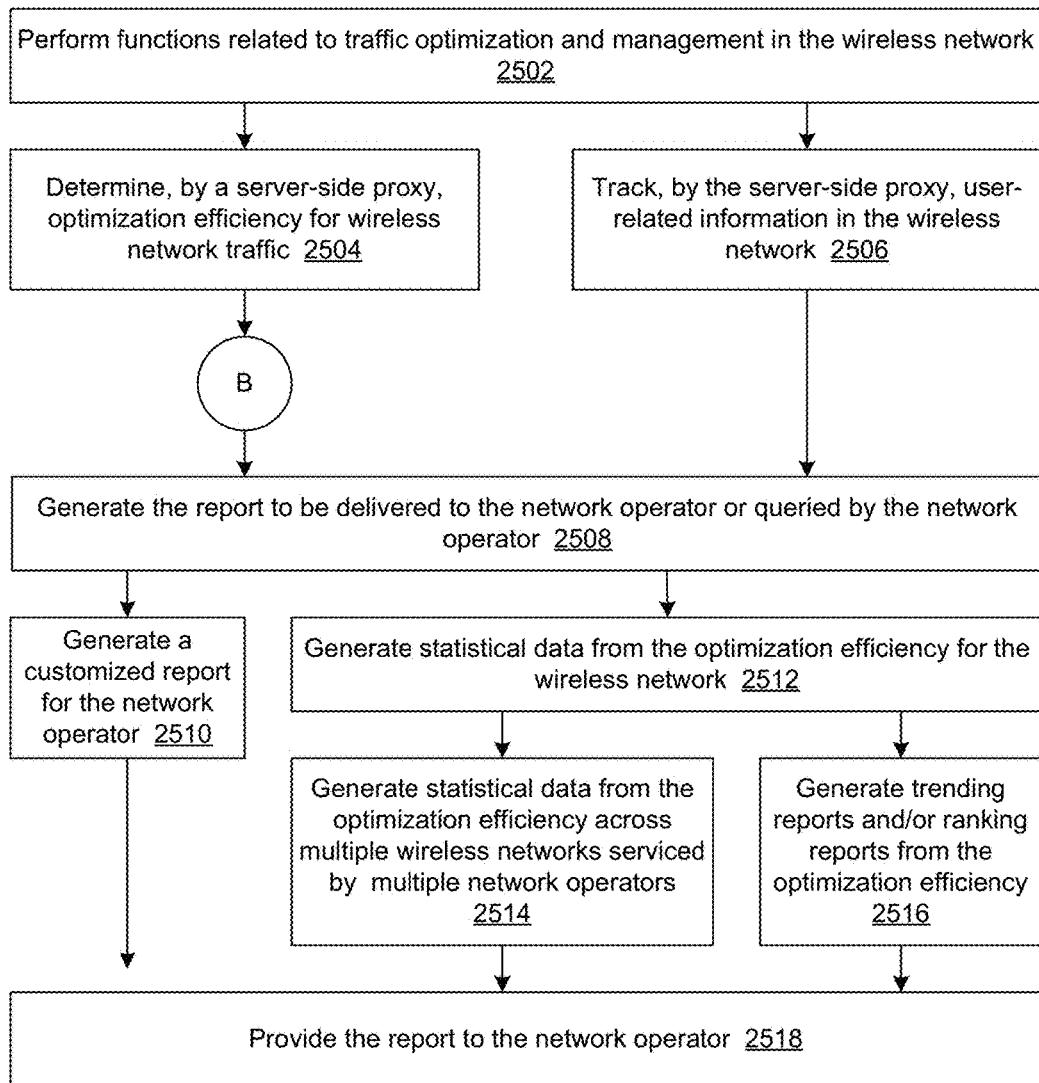 Perform functions related to traffic optimization and management in the wireless network
2502
Determine, by a server-side proxy,
optimization efficiency for wireless
network traffic 2504
Track, by the server-side proxy, user-
related information in the wireless
network 2506
B
Generate the report to be delivered to the network operator or queried by the network
operator 2508
Generate a
customized report
for the network
operator 2510
Generate statistical data from the optimization efficiency for the
wireless network 2512
Generate statistical data from the
optimization efficiency across
multiple wireless networks serviced
by multiple network operators
2514
Generate trending
reports and/or ranking
reports from the
optimization efficiency
2516
Provide the report to the network operator 2518